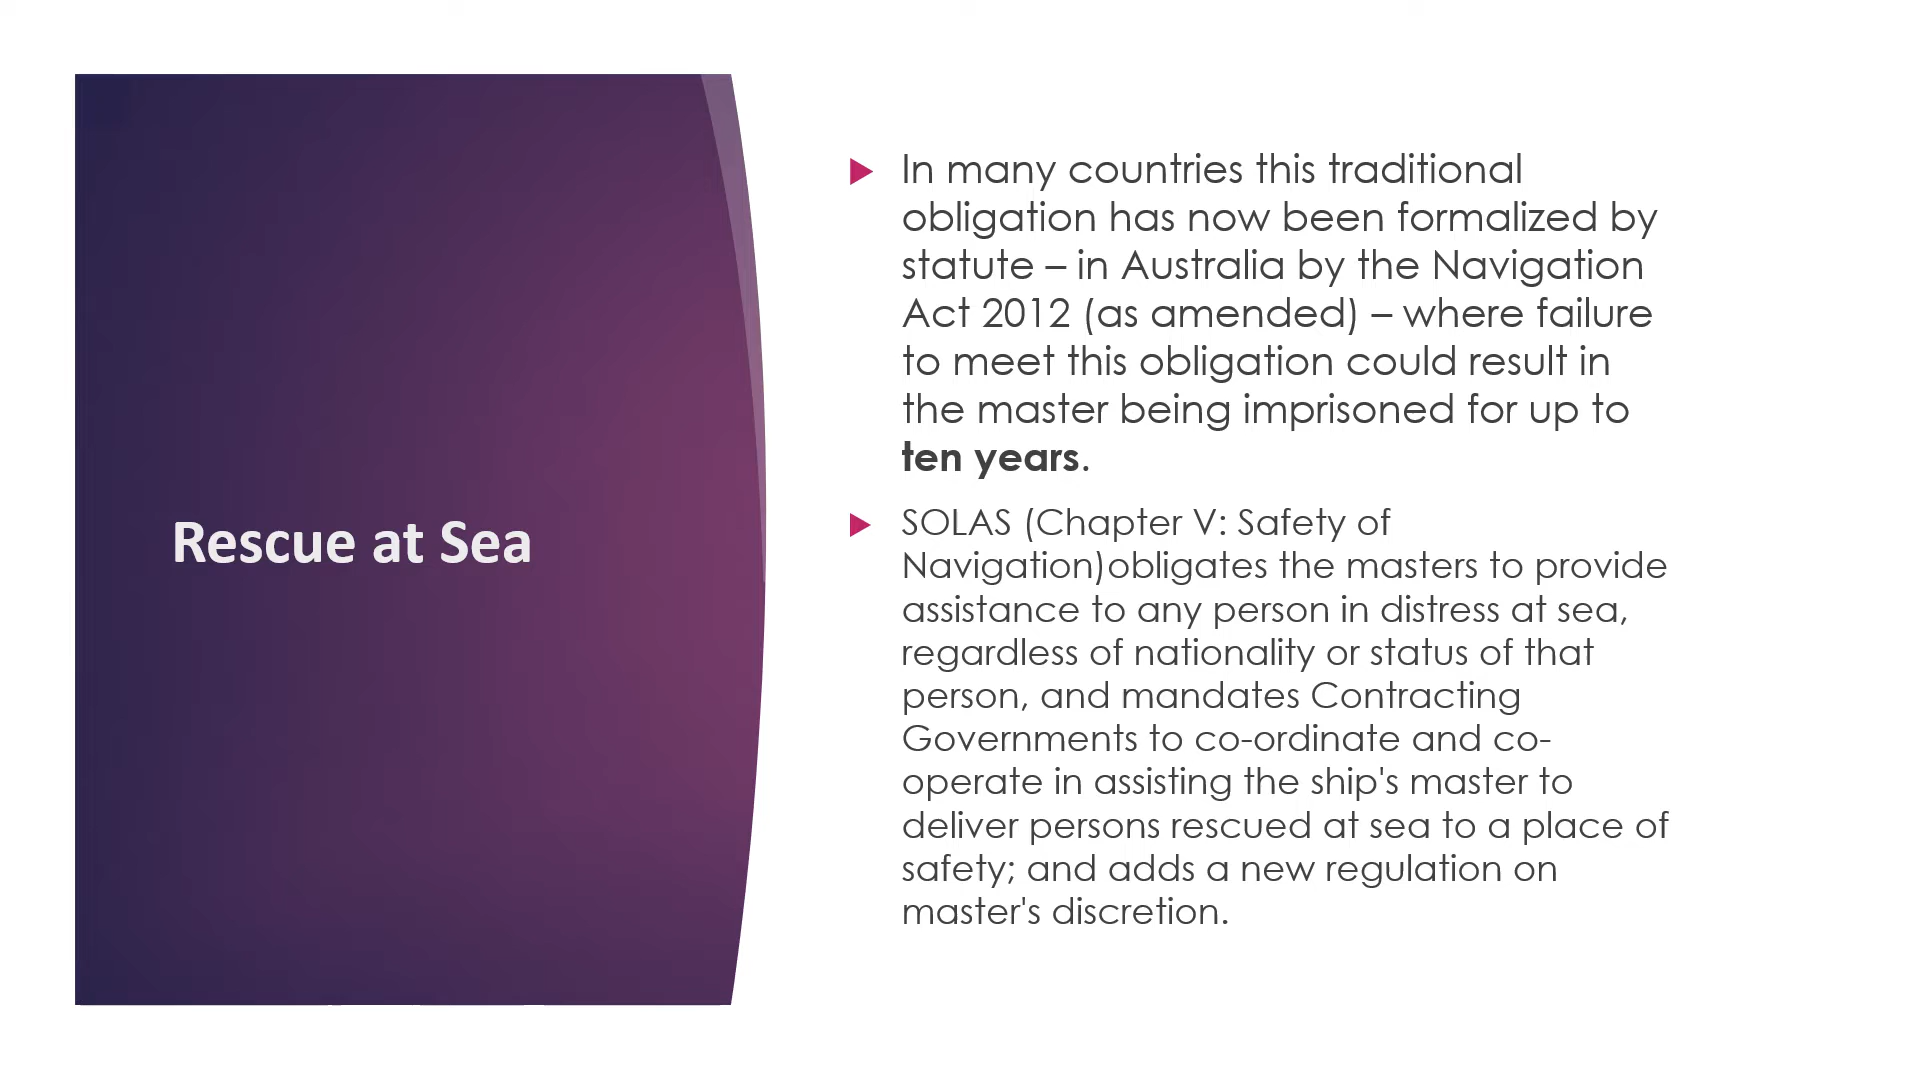 Rescue at Sea
In many countries this traditional
obligation has now been formalized by
statute – in Australia by the Navigation
Act 2012 (as amended) – where failure
to meet this obligation could result in
the master being imprisoned for up to
ten years.
SOLAS (Chapter V: Safety of
Navigation)obligates the masters to provide
assistance to any person in distress at sea,
regardless of nationality or status of that
person, and mandates Contracting
Governments to co-ordinate and co-
operate in assisting the ship's master to
deliver persons rescued at sea to a place of
safety; and adds a new regulation on
master's discretion.